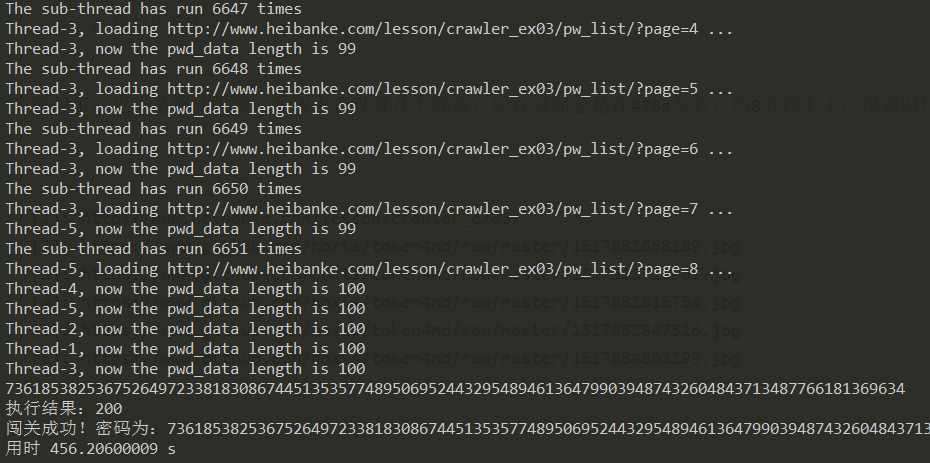 The sub-thread has run 6647 times
Thread-3, loading http://www.heibanke.com/lesson/crawler_ex03/pw_list/?page=4 ...
Thread-3, now the pwd_data length is 99
The sub-thread has run 6648 times
Thread-3, loading http://www.heibanke.com/lesson/crawler_ex03/pw_list/?page=5 ...
Thread-3, now the pwd_data length is 99
The sub-thread has run 6649 times
Thread-3, loading http://www.heibanke.com/lesson/crawler_ex03/pw_list/?page=6 ...
Thread-3, now the pwd_data length is 99
The sub-thread has run 6650 times
Thread-3, loading http://www.heibanke.com/lesson/crawler_ex03/pw_list/?page=7 ...
Thread-5, now the pwd_data length is 99
The sub-thread has run 6651 times
Thread-5, loading http://www.heibanke.com/lesson/crawler_ex03/pw_list/?page=8 ...
Thread-4, now the pwd_data length is 100
Thread-5, now the pwd_data length is 100
Thread-2, now the pwd_data length is 100
Thread-1, now the pwd_data length is 100
Thread-3, now the pwd_data length is 100
7361853825367526497233818308674451353577489506952443295489461364799039487432604843713487766181369634
执行结果：200
闯关成功！密码为：73618538253675264972338183086744513535774895069524432954894613647990394874326048437 13
用时 456.20600009 s